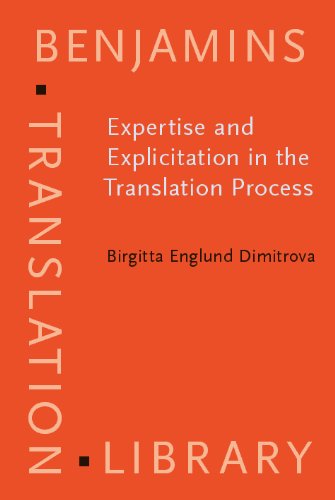 BENJAMINS
TRANSLATION
LIBRARY
Expertise and
Explicitation in the
Translation Process
Birgitta Englund Dimitrova